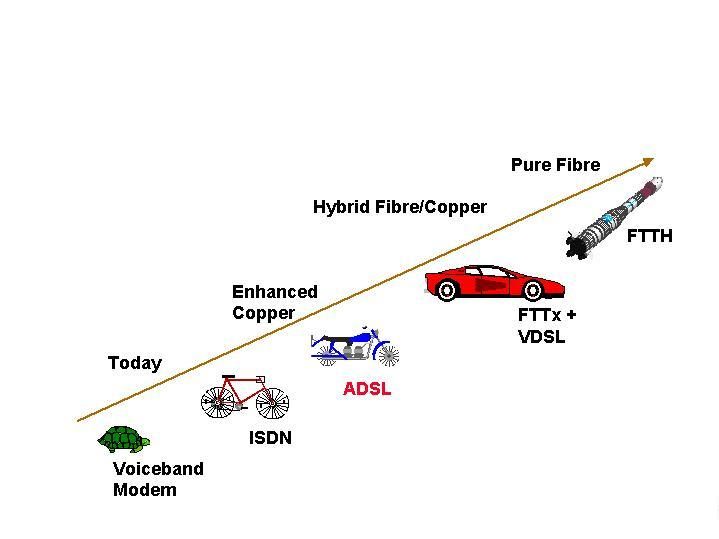 Pure Fibre
Hybrid Fibre/Copper
FTTH
Enhanced
Copper
FTTx +
VDSL
Today
ADSL
ISDN
Voiceband
Modem